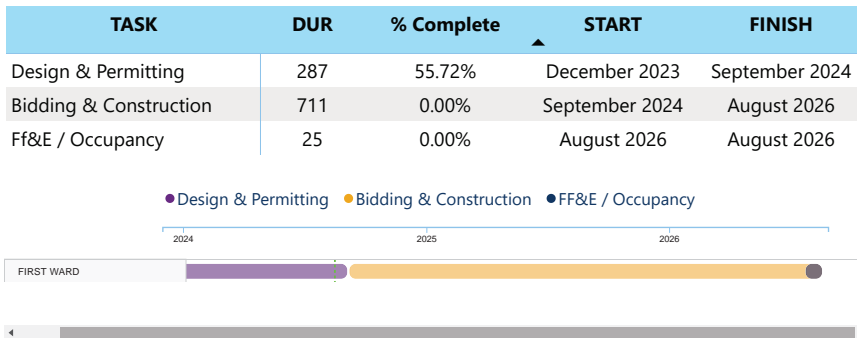 TASK DUR % Complete START FINISH
Design & Permitting 287 55.72% December 2023 September 2024
Bidding & Construction 711 0.00% September 2024 August 2026
Ff&E / Occupancy 25 0.00% August 2026 August 2026
Design & Permitting Bidding & Construction FF&E / Occupancy
2024 2025 2026
FIRST WARD